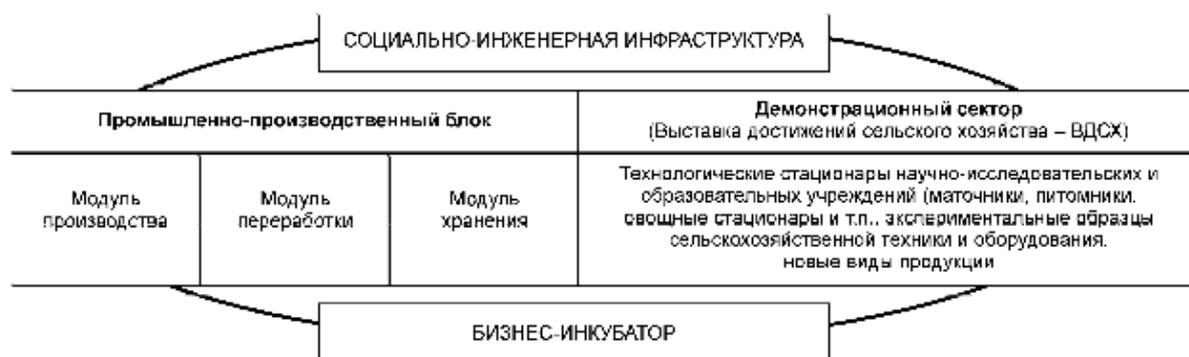 СОЦИАЛЬНО-ИНЖЕНЕРНАЯ ИНФРАСТРУКТУРА
Промышленно-производственный блок
Демонстрационный сектор
(Выставка достижений сельского хозяйства – ВДСХ)
Модуль
производства
Модуль
переработки
Модуль
хранения
Технологические стационары научно-исследовательских и
образовательных учреждений (маточники, питомники,
овощные стационары и т.п., экспериментальные образцы
сельскохозяйственной техники и оборудования,
новые виды продукции
БИЗНЕС-ИНКУБАТОР